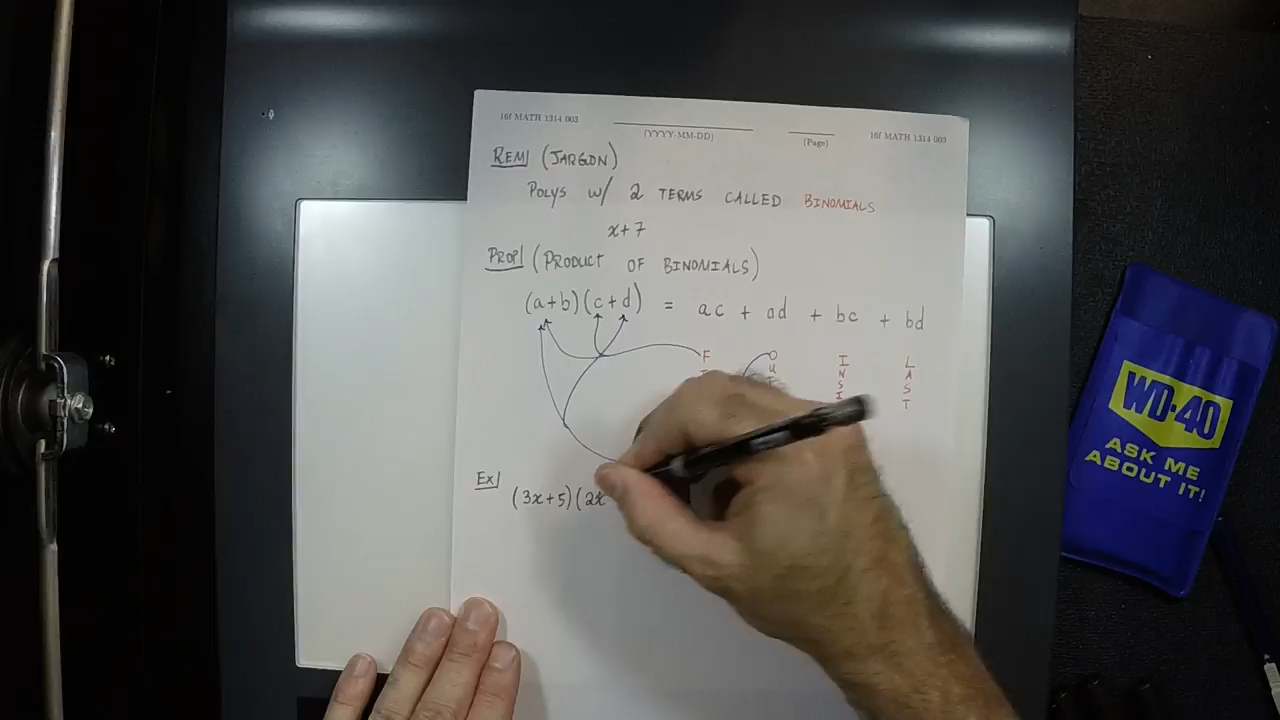 16f MATH 1314 003
(YYYY-MM-DD)
(Page)
16f MATH 1314 003
REM (JARGON)
POLYS W/ 2 TERMS CALLED BINOMIALS
x+7
PROP (PRODUCT OF BINOMIALS)
(a+b)(c+d) = ac + ad + bc + bd
LAST
Ex (3x+5)(2x
WD-40
ASK ME
ABOUT IT!